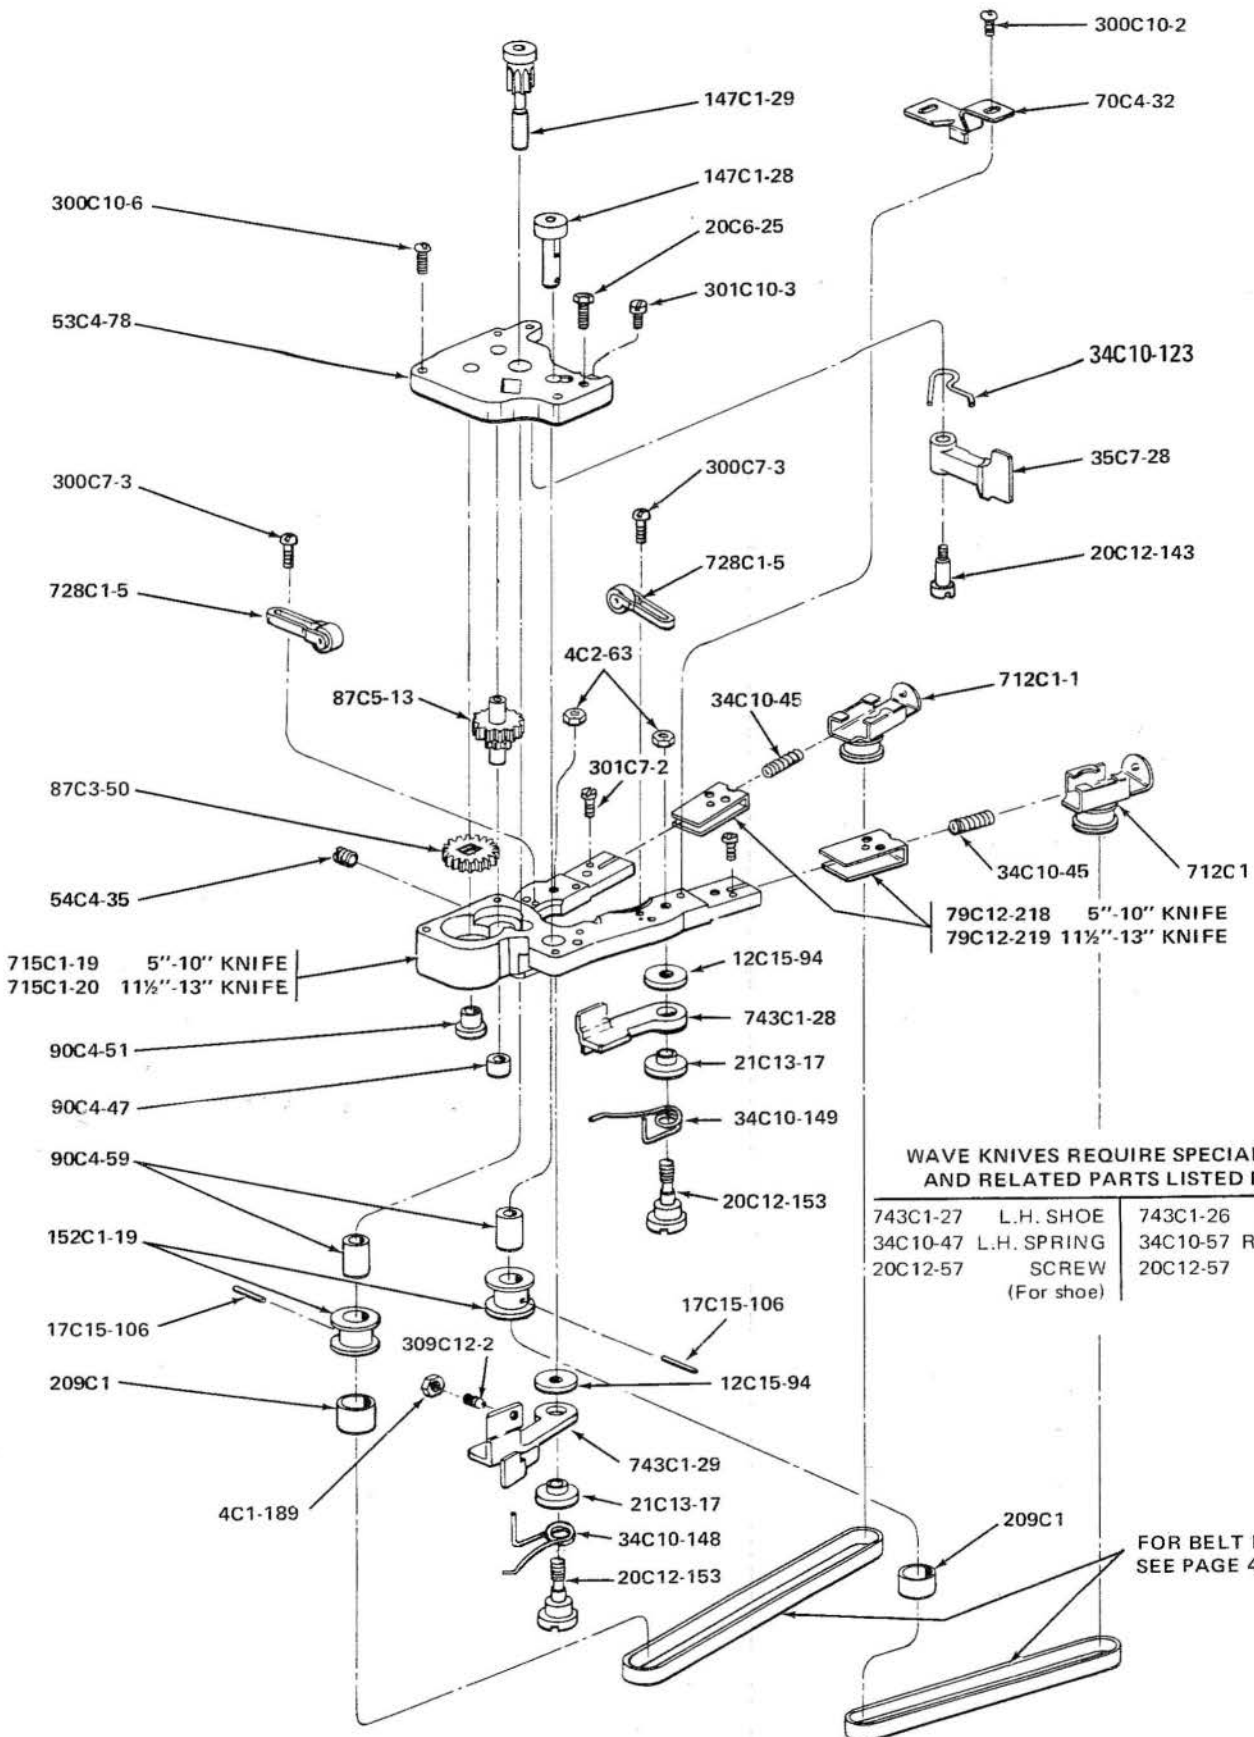 300C10-2
147C1-29
70C4-32
147C1-28
300C10-6
20C6-25
301C10-3
53C4-78
34C10-123
300C7-3
300C7-3
35C7-28
728C1-5
728C1-5
20C12-143
4C2-63
712C1-1
87C5-13
34C10-45
301C7-2
87C3-50
34C10-45
712C1
54C4-35
79C12-218 5”-10” KNIFE
79C12-219 11½”-13” KNIFE
715C1-19 5”-10” KNIFE
715C1-20 11½”-13” KNIFE
12C15-94
743C1-28
90C4-51
21C13-17
90C4-47
34C10-149
90C4-59
WAVE KNIVES REQUIRE SPECIAL
AND RELATED PARTS LISTED
20C12-153
743C1-27 L.H. SHOE 743C1-26
34C10-47 L.H. SPRING 34C10-57 R
20C12-57 SCREW 20C12-57
(For shoe)
152C1-19
17C15-106
17C15-106
309C12-2
209C1
12C15-94
743C1-29
4C1-189
21C13-17
34C10-148
209C1
20C12-153
FOR BELT
SEE PAGE 4